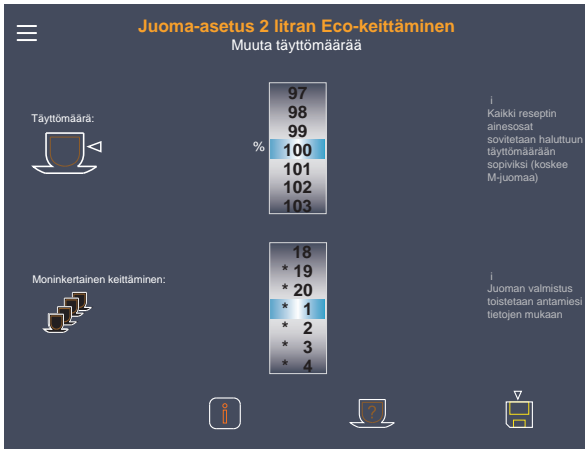 Juoma-asetus 2 litran Eco-keittäminen
Muuta täyttömäärää
Täyttömäärä:
%
97
98
99
100
101
102
103
i
Kaikki reseptin
ainesosat
sovitetaan haluttuun
täyttömäärään
sopiviksi (koskee
M-juomaa)
Moninkertainen keittäminen:
18
* 19
* 20
* 1
* 2
* 3
* 4
i
Juoman valmistus
toistetaan antamiesi
tietojen mukaan
i
?